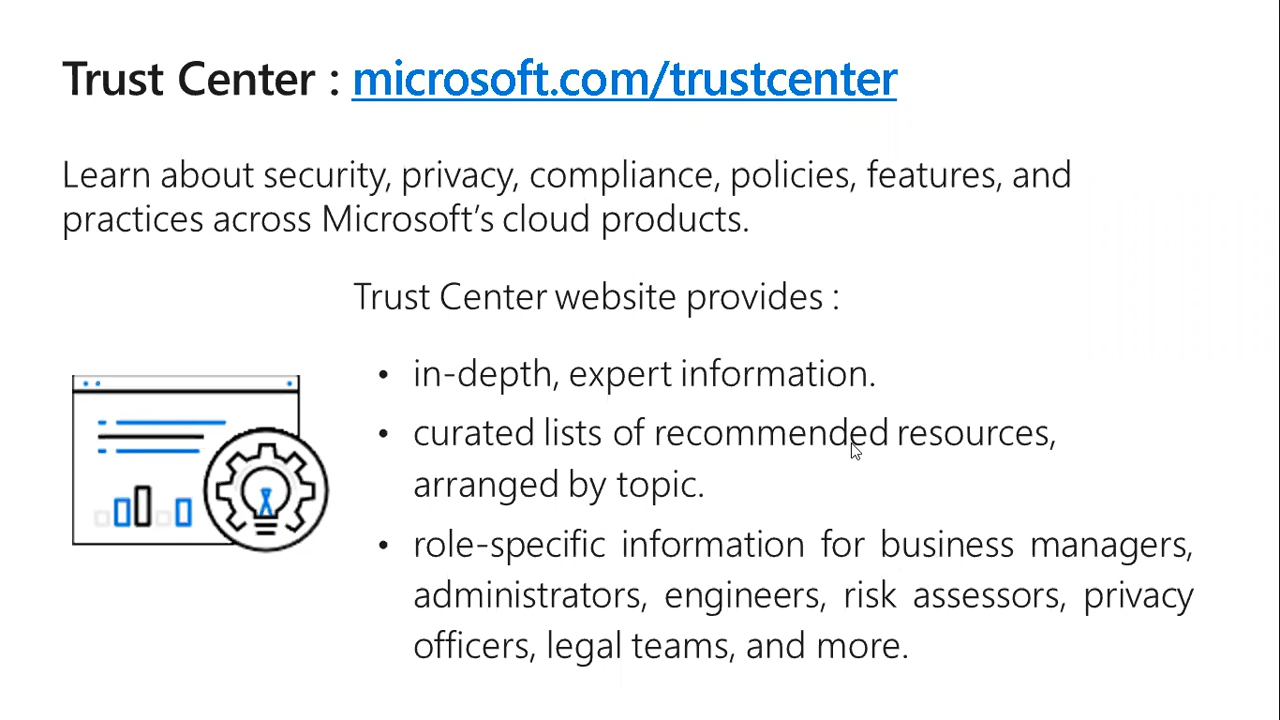 Trust Center : microsoft.com/trustcenter
Learn about security, privacy, compliance, policies, features, and
practices across Microsoft’s cloud products.
Trust Center website provides :
• in-depth, expert information.
• curated lists of recommended resources,
arranged by topic.
• role-specific information for business managers,
administrators, engineers, risk assessors, privacy
officers, legal teams, and more.